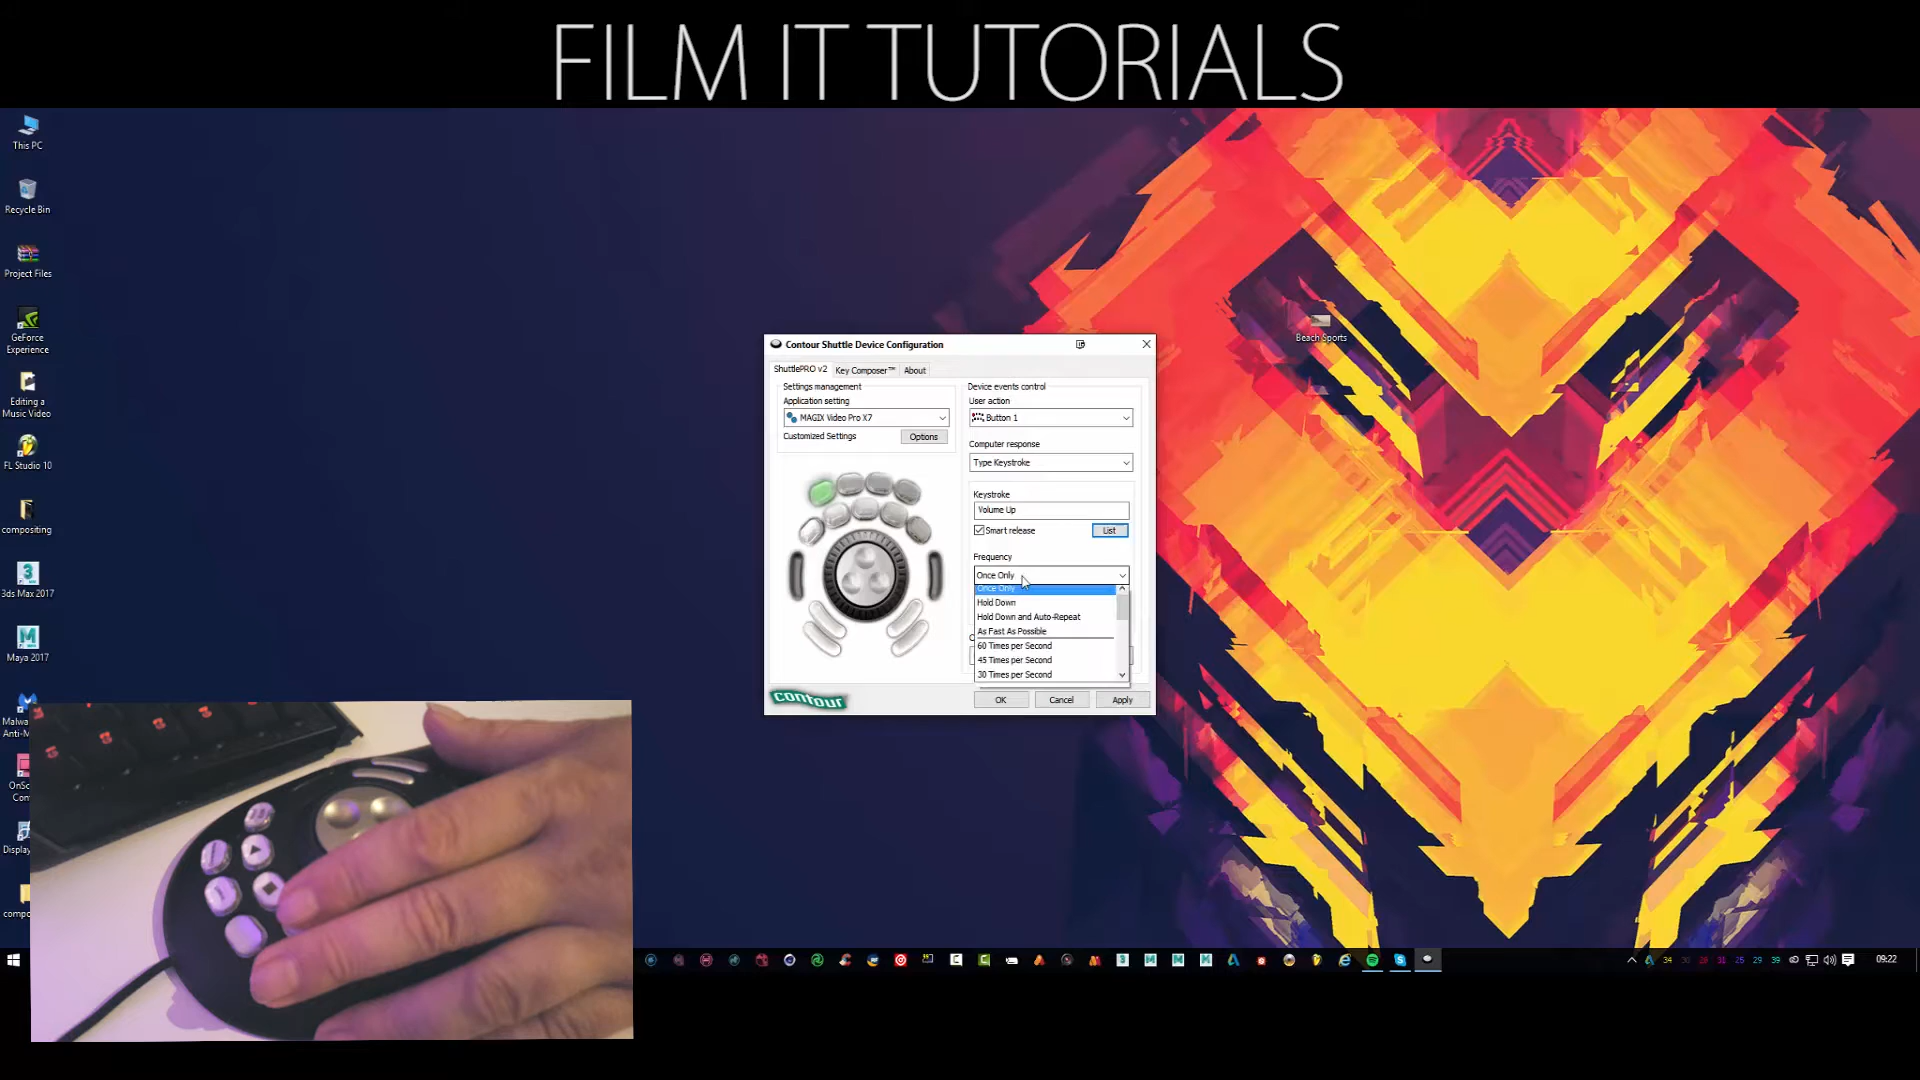 FILM IT TUTORIALS
This PC
Recycle Bin
Project Files
GeForce
Experience
Editing a
Music Video
FL Studio 10
compositing
3ds Max 2017
Maya 2017
Beach Sports
Contour Shuttle Device Configuration
ShuttlePRO v2
Key Composer™
About
Settings management
Application setting
MAGIX Video Pro X7
Customized Settings
Options
Device events control
User action
Button 1
Computer response
Type Keystroke
Keystroke
Volume Up
Smart release
List
Frequency
Once Only
Once Only
Hold Down
Hold Down and Auto-Repeat
As Fast As Possible
60 Times per Second
45 Times per Second
30 Times per Second
contour
OK
Cancel
Apply
34
31
25
29
39
09:22